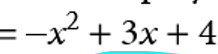 = −x² + 3x + 4